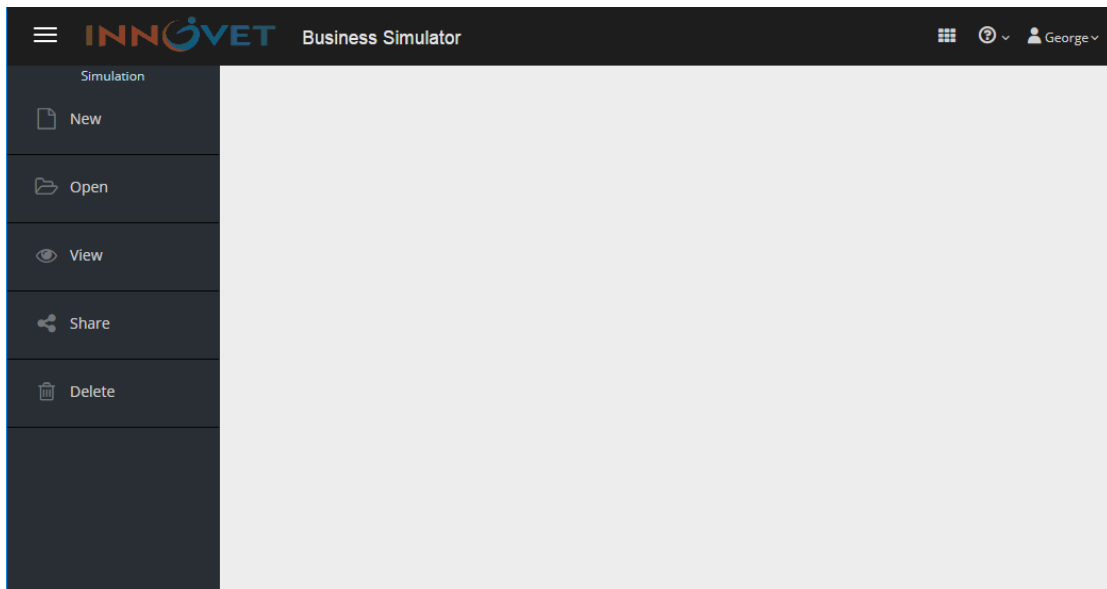 INNOVET Business Simulator George
Simulation
New
Open
View
Share
Delete